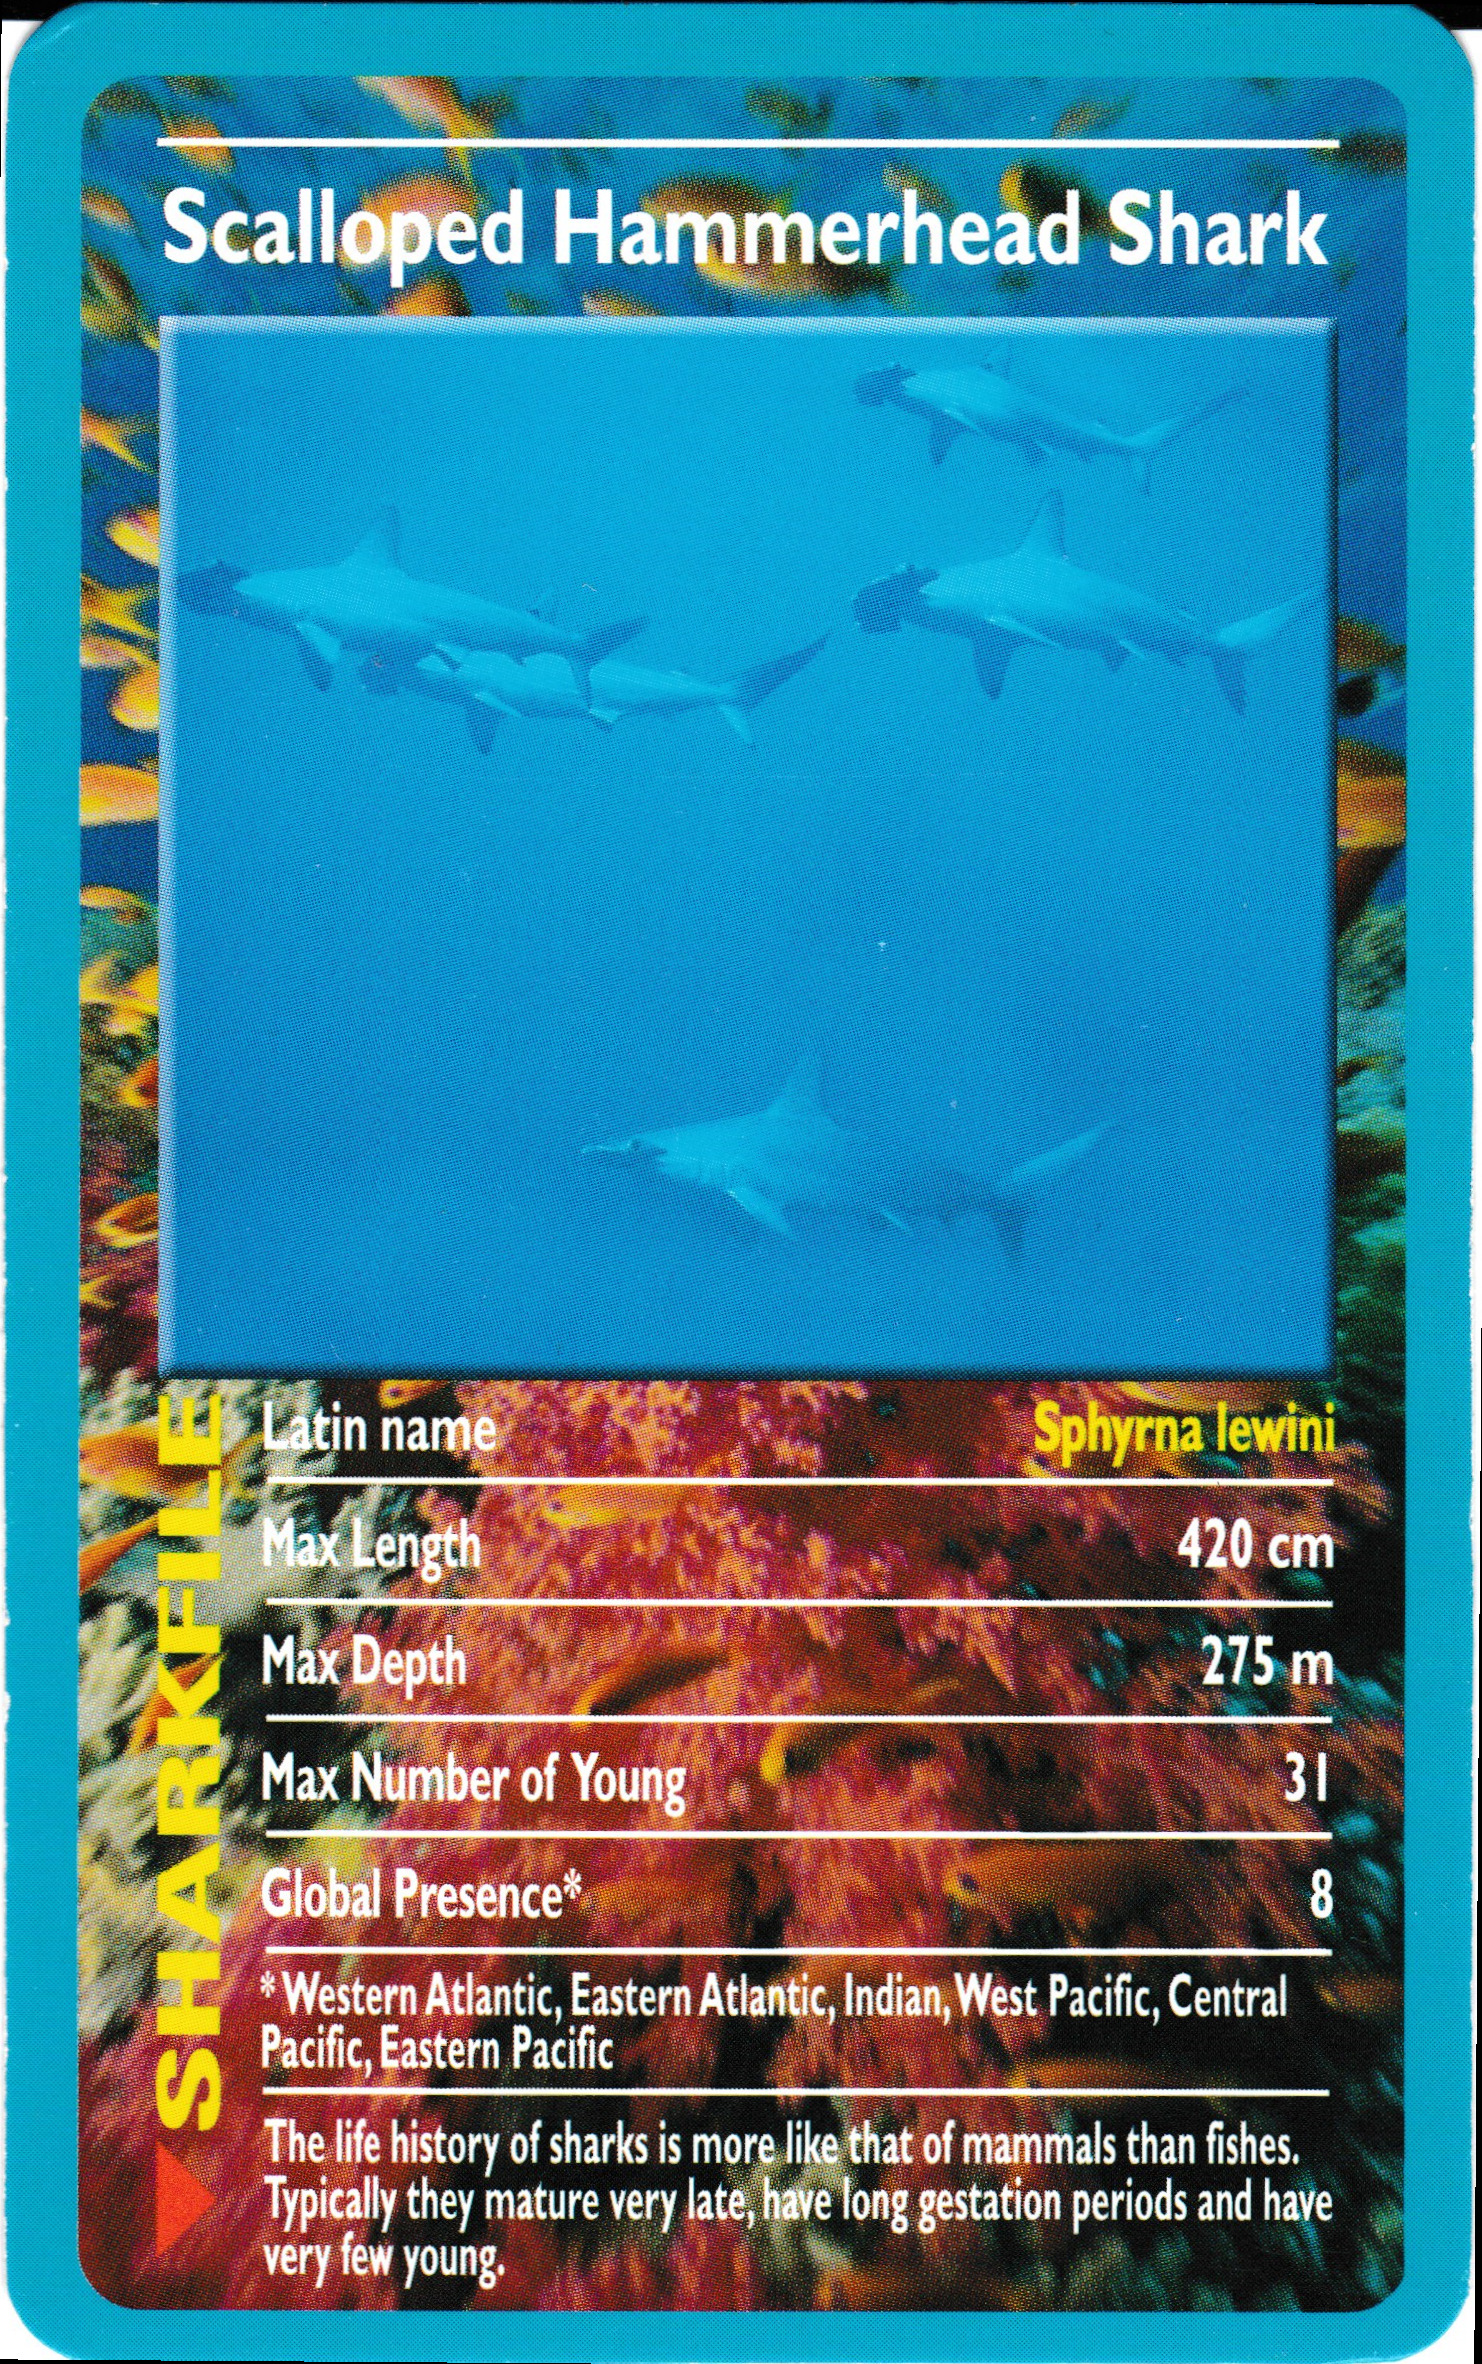 Scalloped Hammerhead Shark
SHARKFILE
Latin name Sphyrna lewini
Max Length 420 cm
Max Depth 275 m
Max Number of Young 31
Global Presence* 8
* Western Atlantic, Eastern Atlantic, Indian, West Pacific, Central
Pacific, Eastern Pacific
The life history of sharks is more like that of mammals than fishes.
Typically they mature very late, have long gestation periods and have
very few young.